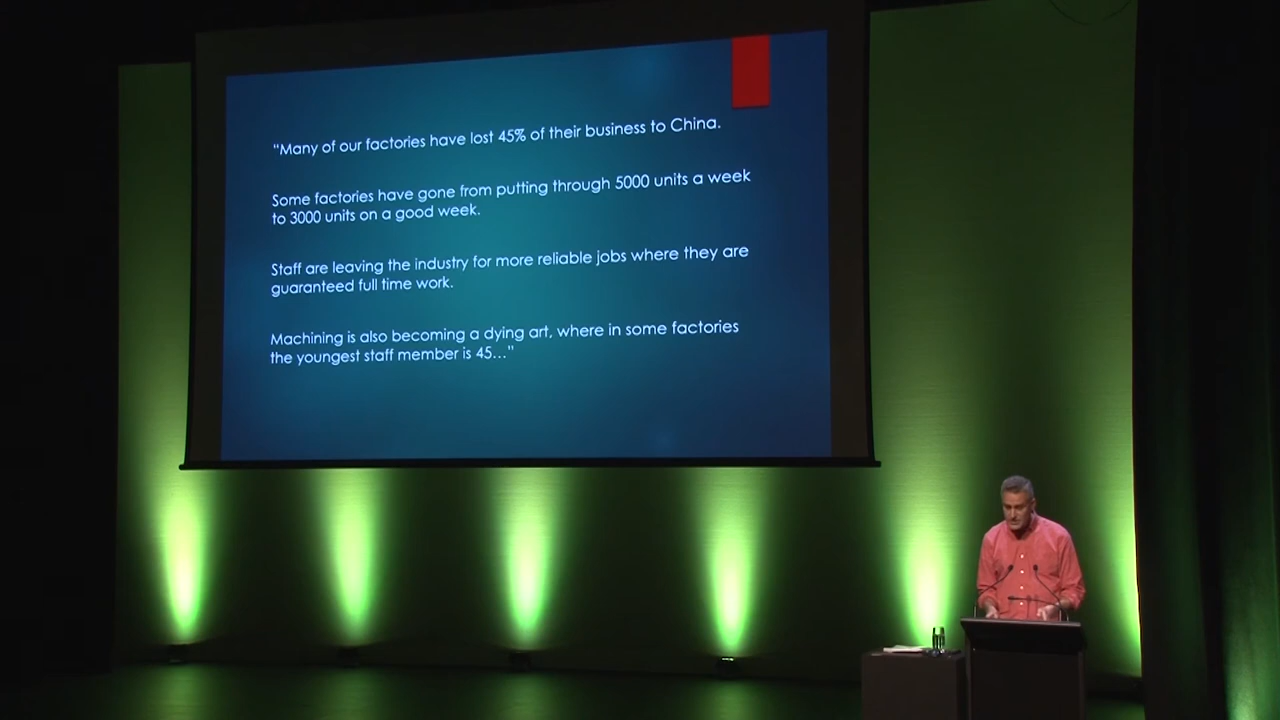 “Many of our factories have lost 45% of their business to China.
Some factories have gone from putting through 5000 units a week
to 3000 units on a good week.
Staff are leaving the industry for more reliable jobs where they are
guaranteed full time work.
Machining is also becoming a dying art, where in some factories
the youngest staff member is 45...”